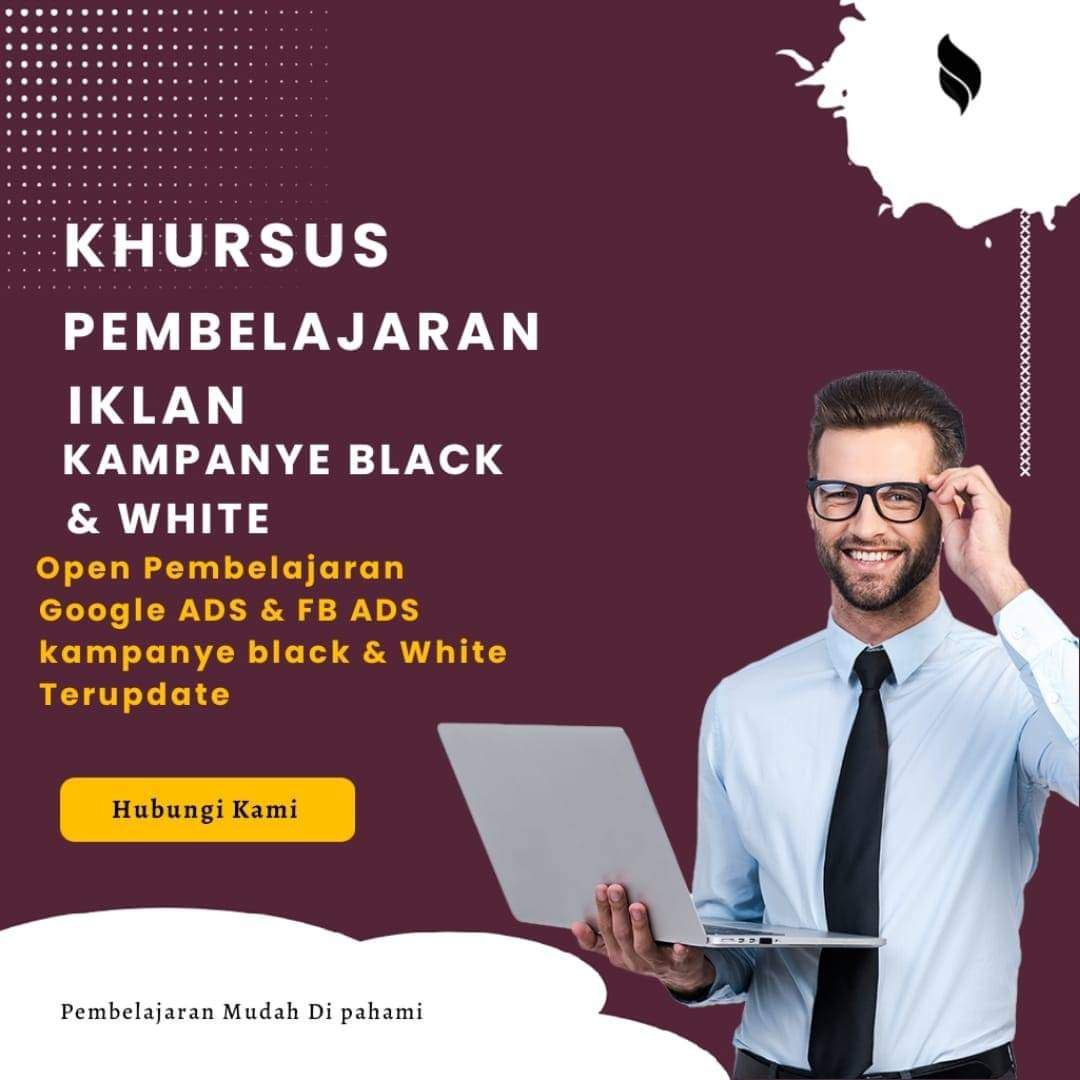 KHURSUS
PEMBELAJARAN
IKLAN
KAMPANYE BLACK
& WHITE
Open Pembelajaran
Google ADS & FB ADS
kampanye black & White
Terupdate
Hubungi Kami
Pembelajaran Mudah Di pahami